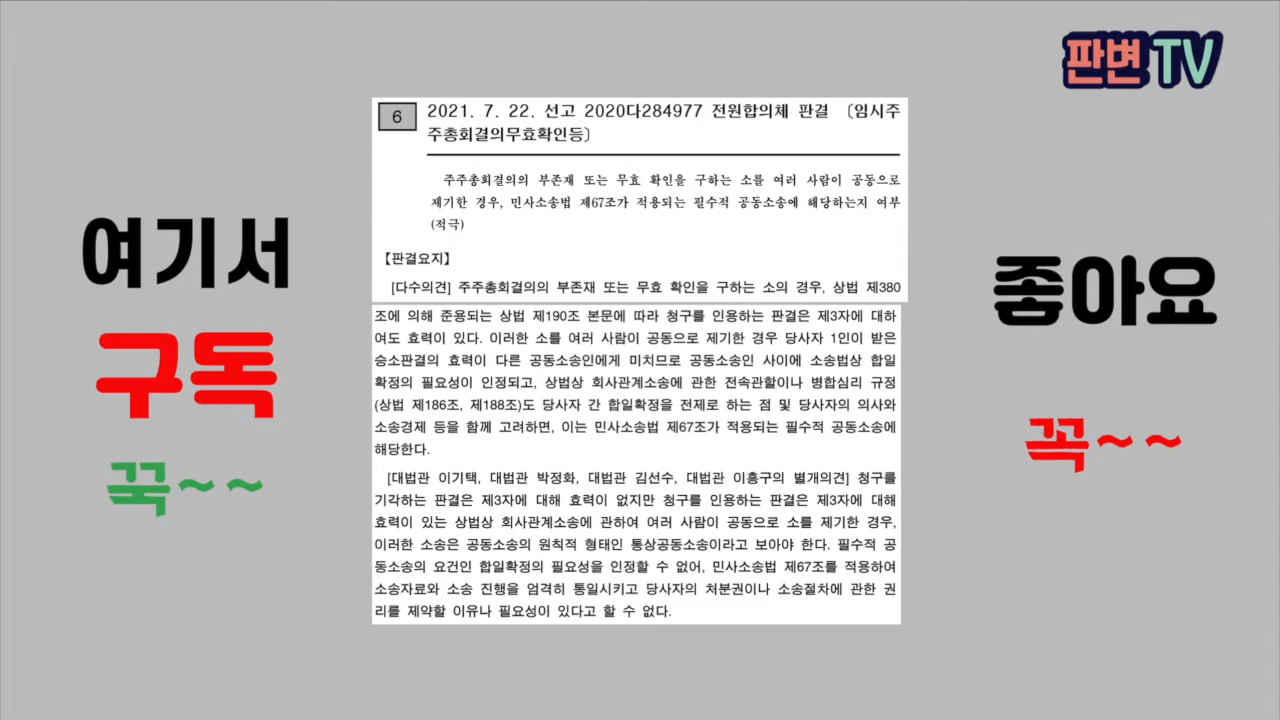 판변 TV
6
2021. 7. 22. 선고 2020다284977 전원합의체 판결 〔임시주
주총회결의무효확인등〕
주주총회결의의 부존재 또는 무효 확인을 구하는 소를 여러 사람이 공동으로
제기한 경우, 민사소송법 제67조가 적용되는 필수적 공동소송에 해당하는지 여부
(적극)
【판결요지】
[다수의견] 주주총회결의의 부존재 또는 무효 확인을 구하는 소의 경우, 상법 제380
조에 의해 준용되는 상법 제190조 본문에 따라 청구를 인용하는 판결은 제3자에 대하
여도 효력이 있다. 이러한 소를 여러 사람이 공동으로 제기한 경우 당사자 1인이 받은
승소판결의 효력이 다른 공동소송인에게 미치므로 공동소송인 사이에 소송법상 합일
확정의 필요성이 인정되고, 상법상 회사관계소송에 관한 전속관할이나 병합심리 규정
(상법 제186조, 제188조)도 당사자 간 합일확정을 전제로 하는 점 및 당사자의 의사와
소송경제 등을 함께 고려하면, 이는 민사소송법 제67조가 적용되는 필수적 공동소송에
해당한다.
[대법관 이기택, 대법관 박정화, 대법관 김선수, 대법관 이흥구의 별개의견] 청구를
기각하는 판결은 제3자에 대해 효력이 없지만 청구를 인용하는 판결은 제3자에 대해
효력이 있는 상법상 회사관계소송에 관하여 여러 사람이 공동으로 소를 제기한 경우,
이러한 소송은 공동소송의 원칙적 형태인 통상공동소송이라고 보아야 한다. 필수적 공
동소송의 요건인 합일확정의 필요성을 인정할 수 없어, 민사소송법 제67조를 적용하여
소송자료와 소송 진행을 엄격히 통일시키고 당사자의 처분권이나 소송절차에 관한 권
리를 제약할 이유나 필요성이 있다고 할 수 없다.
여기서
구독
꾹~~
좋아요
꼭~~